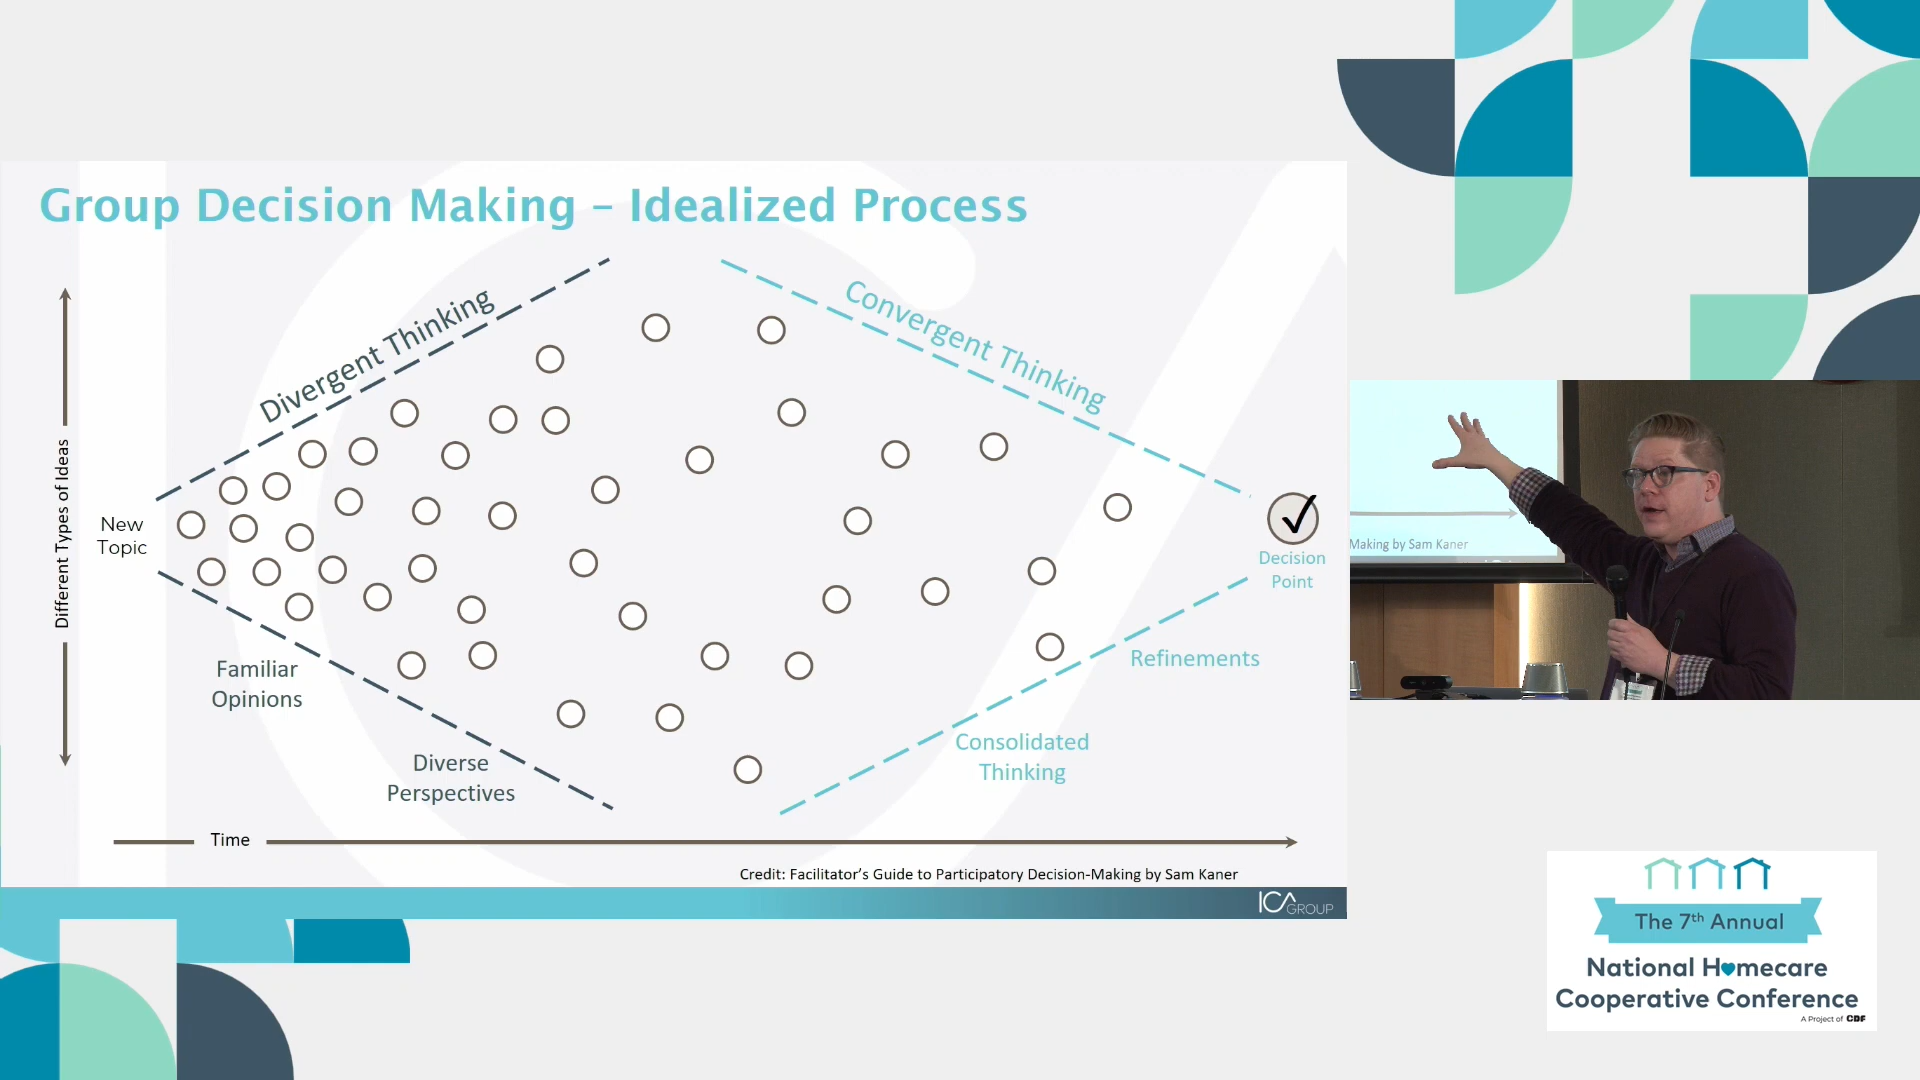 Group Decision Making – Idealized Process
Divergent Thinking
Convergent Thinking
Different Types of Ideas
New
Topic
Decision
Point
Familiar
Opinions
Diverse
Perspectives
Consolidated
Thinking
Refinements
Time
Credit: Facilitator's Guide to Participatory Decision-Making by Sam Kaner
ICA GROUP
Making by Sam Kaner
The 7th Annual
National Homecare
Cooperative Conference
A Project of CDF